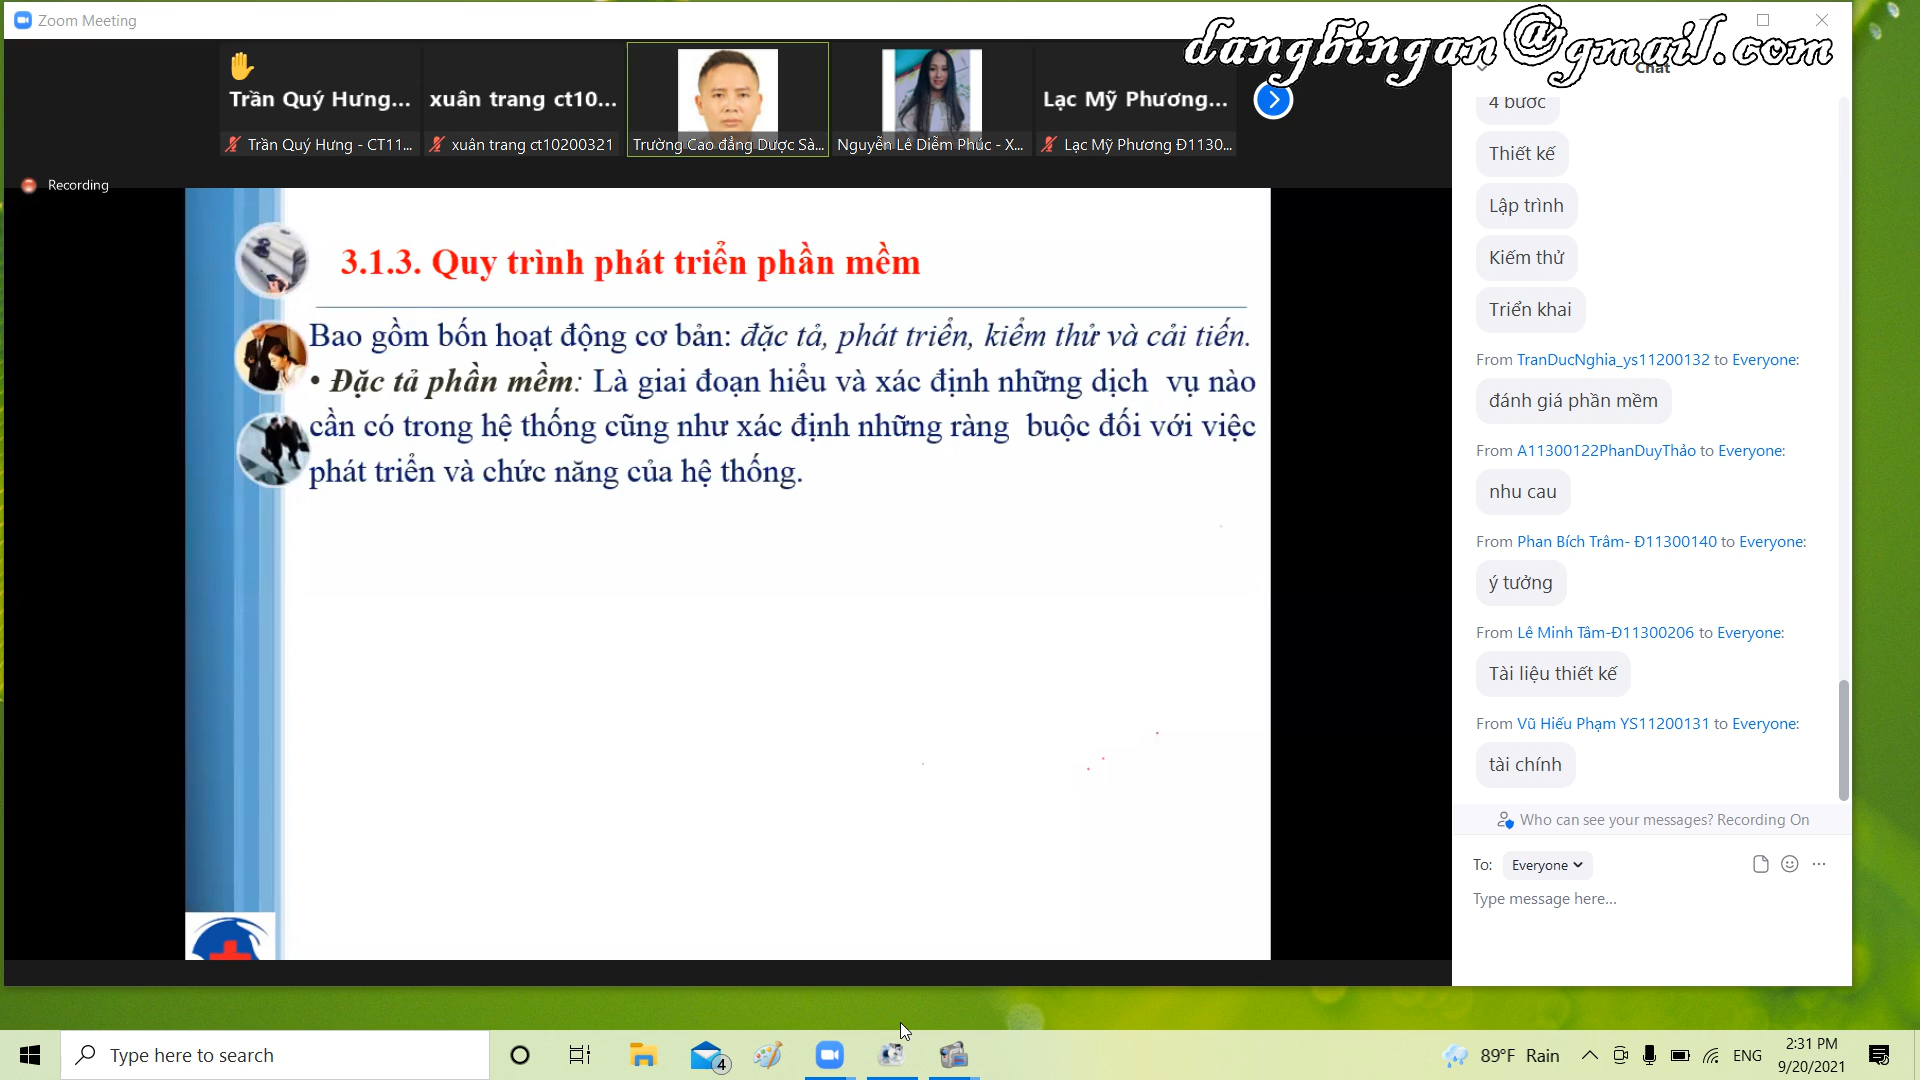 Zoom Meeting
dangbingan@gmail.com
Trần Quý Hưng...
Trần Quý Hưng - CT11...
xuân trang ct10...
xuân trang ct10200321
Trường Cao đẳng Dược Sà...
Nguyễn Lê Diễm Phúc - X...
Lạc Mỹ Phương...
Lạc Mỹ Phương Đ1130...
Recording
3.1.3. Quy trình phát triển phần mềm
Bao gồm bốn hoạt động cơ bản: đặc tả, phát triển, kiểm thử và cải tiến.
• Đặc tả phần mềm: Là giai đoạn hiểu và xác định những dịch vụ nào
cần có trong hệ thống cũng như xác định những ràng buộc đối với việc
phát triển và chức năng của hệ thống.
Chat
4 bước
Thiết kế
Lập trình
Kiếm thử
Triển khai
From TranDucNghia_ys11200132 to Everyone:
đánh giá phần mềm
From A11300122PhanDuyThảo to Everyone:
nhu cau
From Phan Bích Trâm- Đ11300140 to Everyone:
ý tưởng
From Lê Minh Tâm-Đ11300206 to Everyone:
Tài liệu thiết kế
From Vũ Hiếu Phạm YS11200131 to Everyone:
tài chính
Who can see your messages? Recording On
To: Everyone
Type message here...
Type here to search
4
89°F Rain
ENG
2:31 PM
9/20/2021